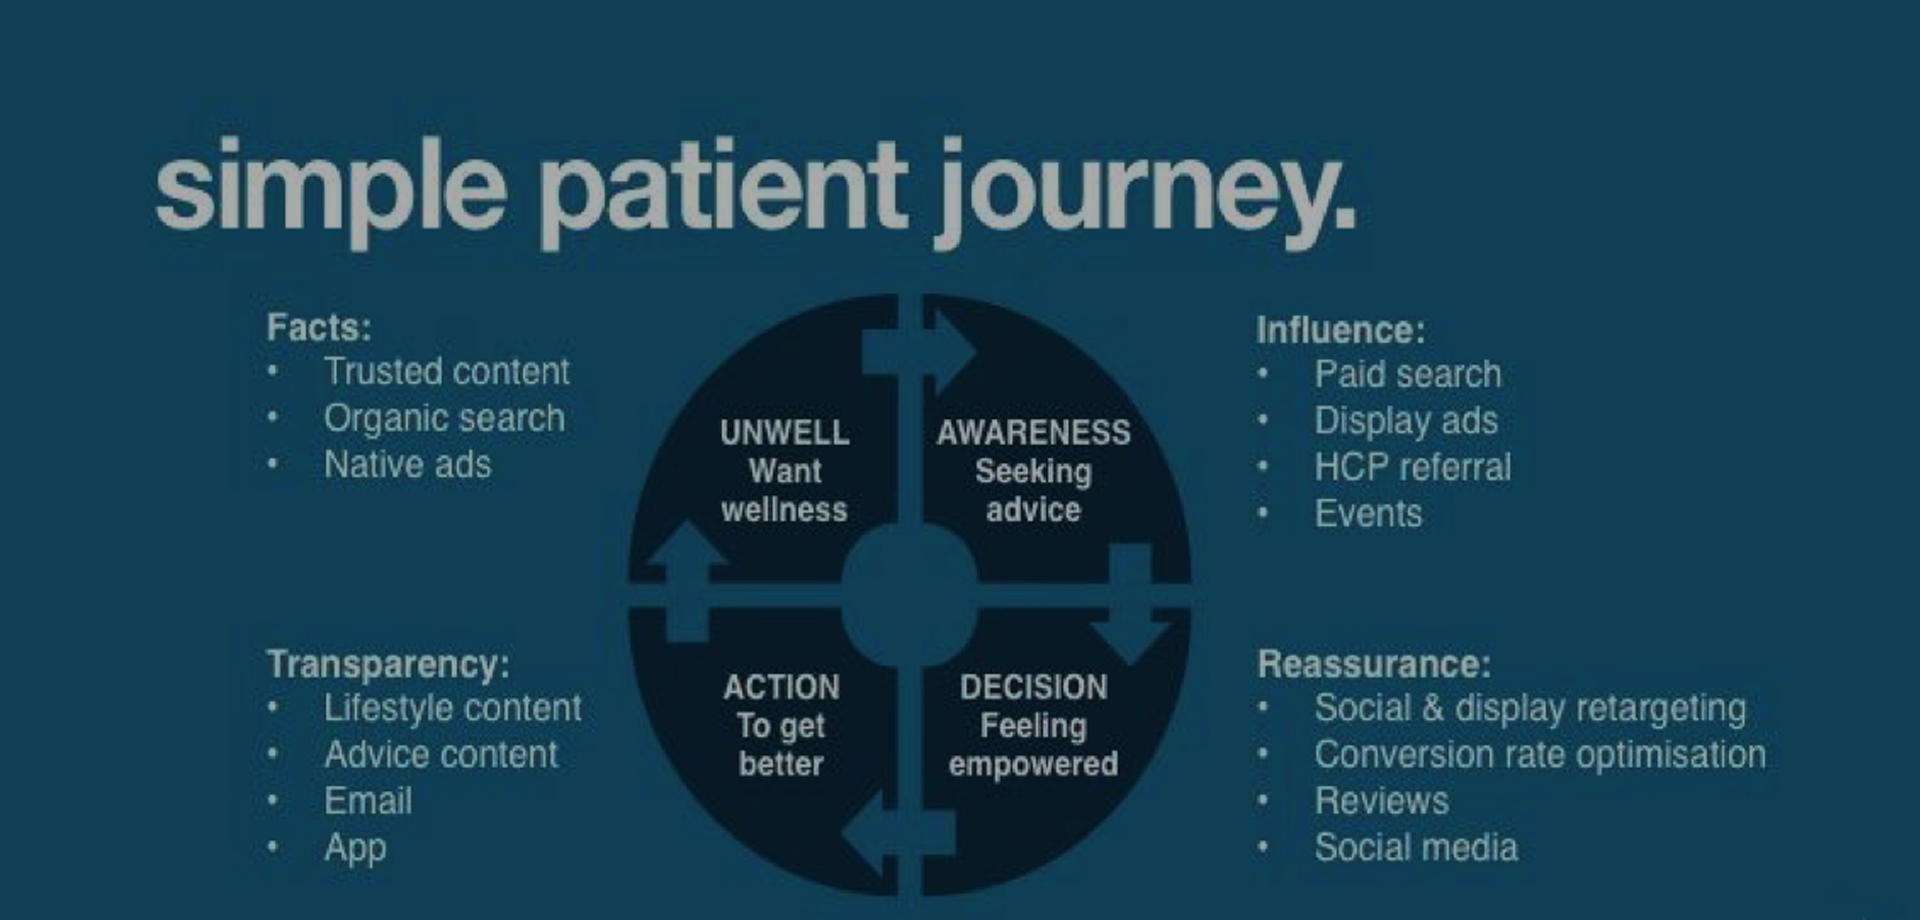 simple patient journey.
Facts:
• Trusted content
• Organic search
• Native ads
UNWELL
Want
wellness
AWARENESS
Seeking
advice
Influence:
• Paid search
• Display ads
• HCP referral
• Events
Transparency:
• Lifestyle content
• Advice content
• Email
• App
ACTION
To get
better
DECISION
Feeling
empowered
Reassurance:
• Social & display retargeting
• Conversion rate optimisation
• Reviews
• Social media